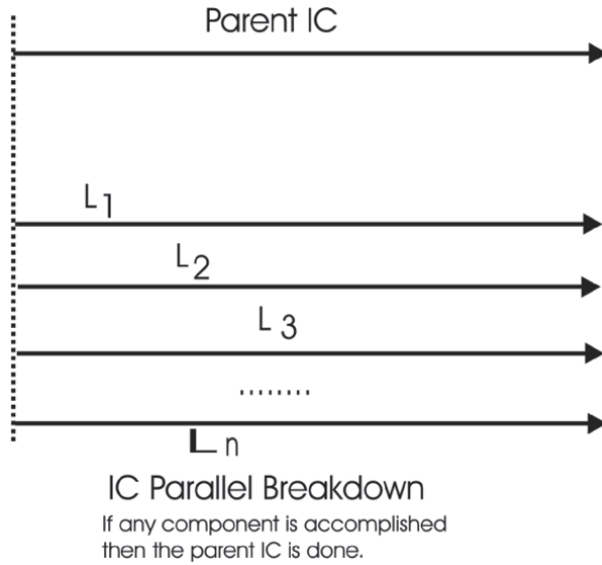 Parent IC
L1
L2
L 3
........
Ln
IC Parallel Breakdown
If any component is accomplished
then the parent IC is done.